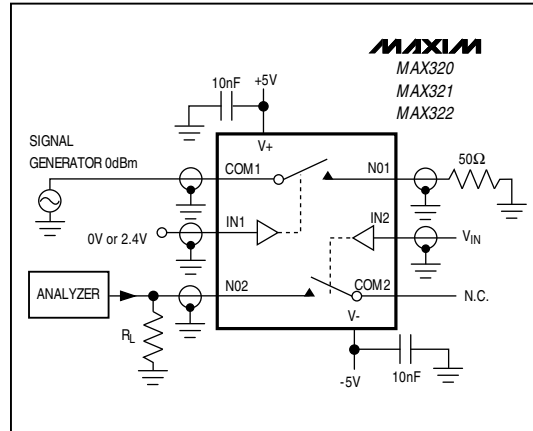 MAXIM
MAX320
MAX321
MAX322
10nF
+5V
V+
SIGNAL
GENERATOR 0dBm
COM1
N01
50Ω
0V or 2.4V
IN1
IN2
VIN
ANALYZER
N02
COM2
N.C.
V-
RL
-5V
10nF